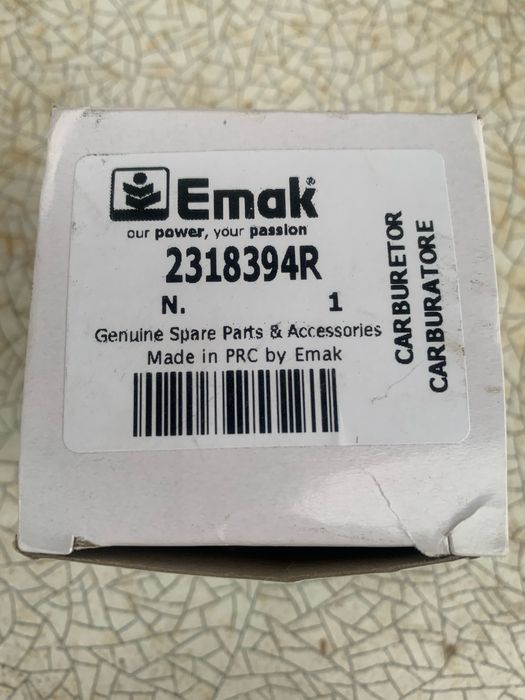 Emak®
our power, your passion
2318394R
N. 1
Genuine Spare Parts & Accessories
Made in PRC by Emak
CARBURETOR
CARBURATORE